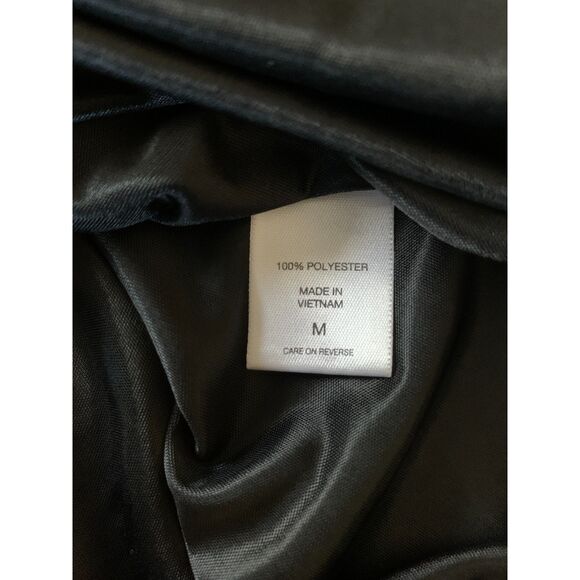 100% POLYESTER
MADE IN
VIETNAM
M
CARE ON REVERSE